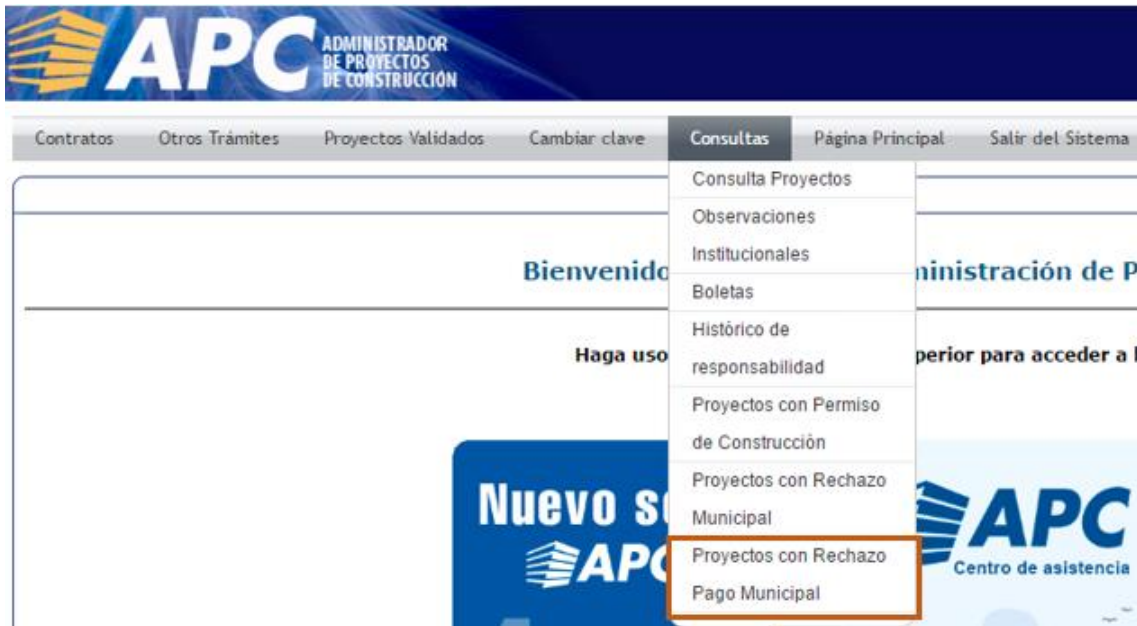 APC
ADMINISTRADOR
DE PROYECTOS
DE CONSTRUCCIÓN
Contratos Otros Trámites Proyectos Validados Cambiar clave Consultas Página Principal Salir del Sistema
Consulta Proyectos
Observaciones
Institucionales
Boletas
Histórico de
responsabilidad
Proyectos con Permiso
de Construcción
Proyectos con Rechazo
Municipal
Proyectos con Rechazo
Pago Municipal
Bienvenido ministración de P
Haga uso perior para acceder a l
Nuevo se
APC
APC
Centro de asistencia